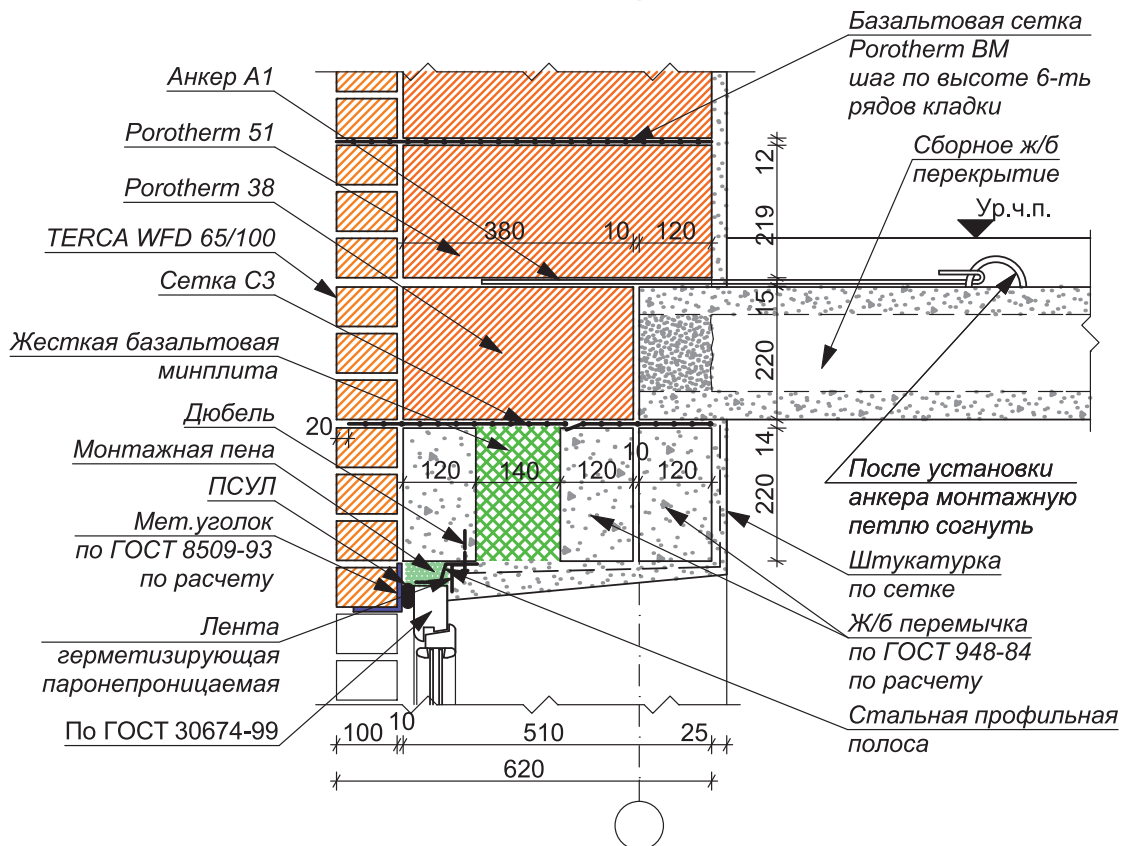 Базальтовая сетка
Porotherm BM
шаг по высоте 6-ть
рядов кладки
Анкер А1
Porotherm 51
Porotherm 38
TERCA WFD 65/100
Сетка С3
Жесткая базальтовая
минплита
Дюбель
Монтажная пена
ПСУЛ
Мет.уголок
по ГОСТ 8509-93
по расчету
Лента
герметизирующая
паронепроницаемая
По ГОСТ 30674-99
Сборное ж/б
перекрытие
Ур.ч.п.
После установки
анкера монтажную
петлю согнуть
Штукатурка
по сетке
Ж/б перемычка
по ГОСТ 948-84
по расчету
Стальная профильная
полоса
12
219
15
220
14
220
380
10
120
20
10
120
140
120
120
10
100
510
25
620